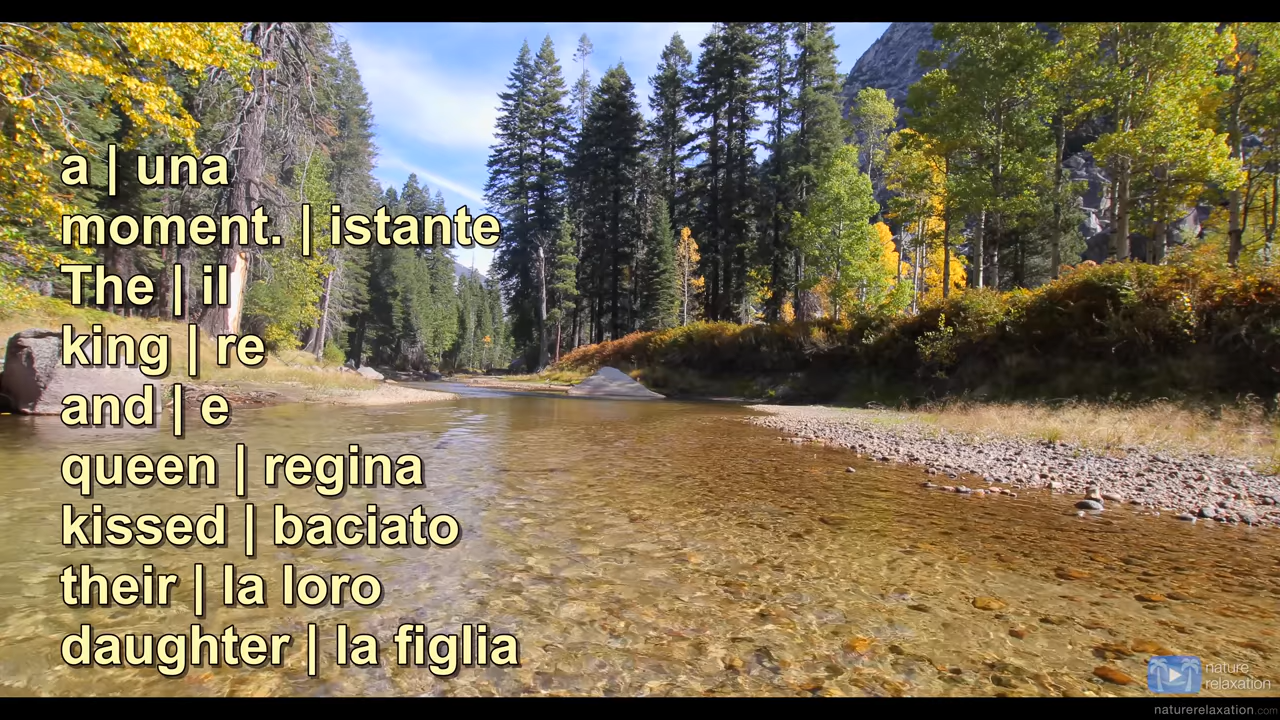 a | una
moment. | istante
The | il
king | re
and | e
queen | regina
kissed | baciato
their | la loro
daughter | la figlia
nature
relaxation
naturerelaxation.com